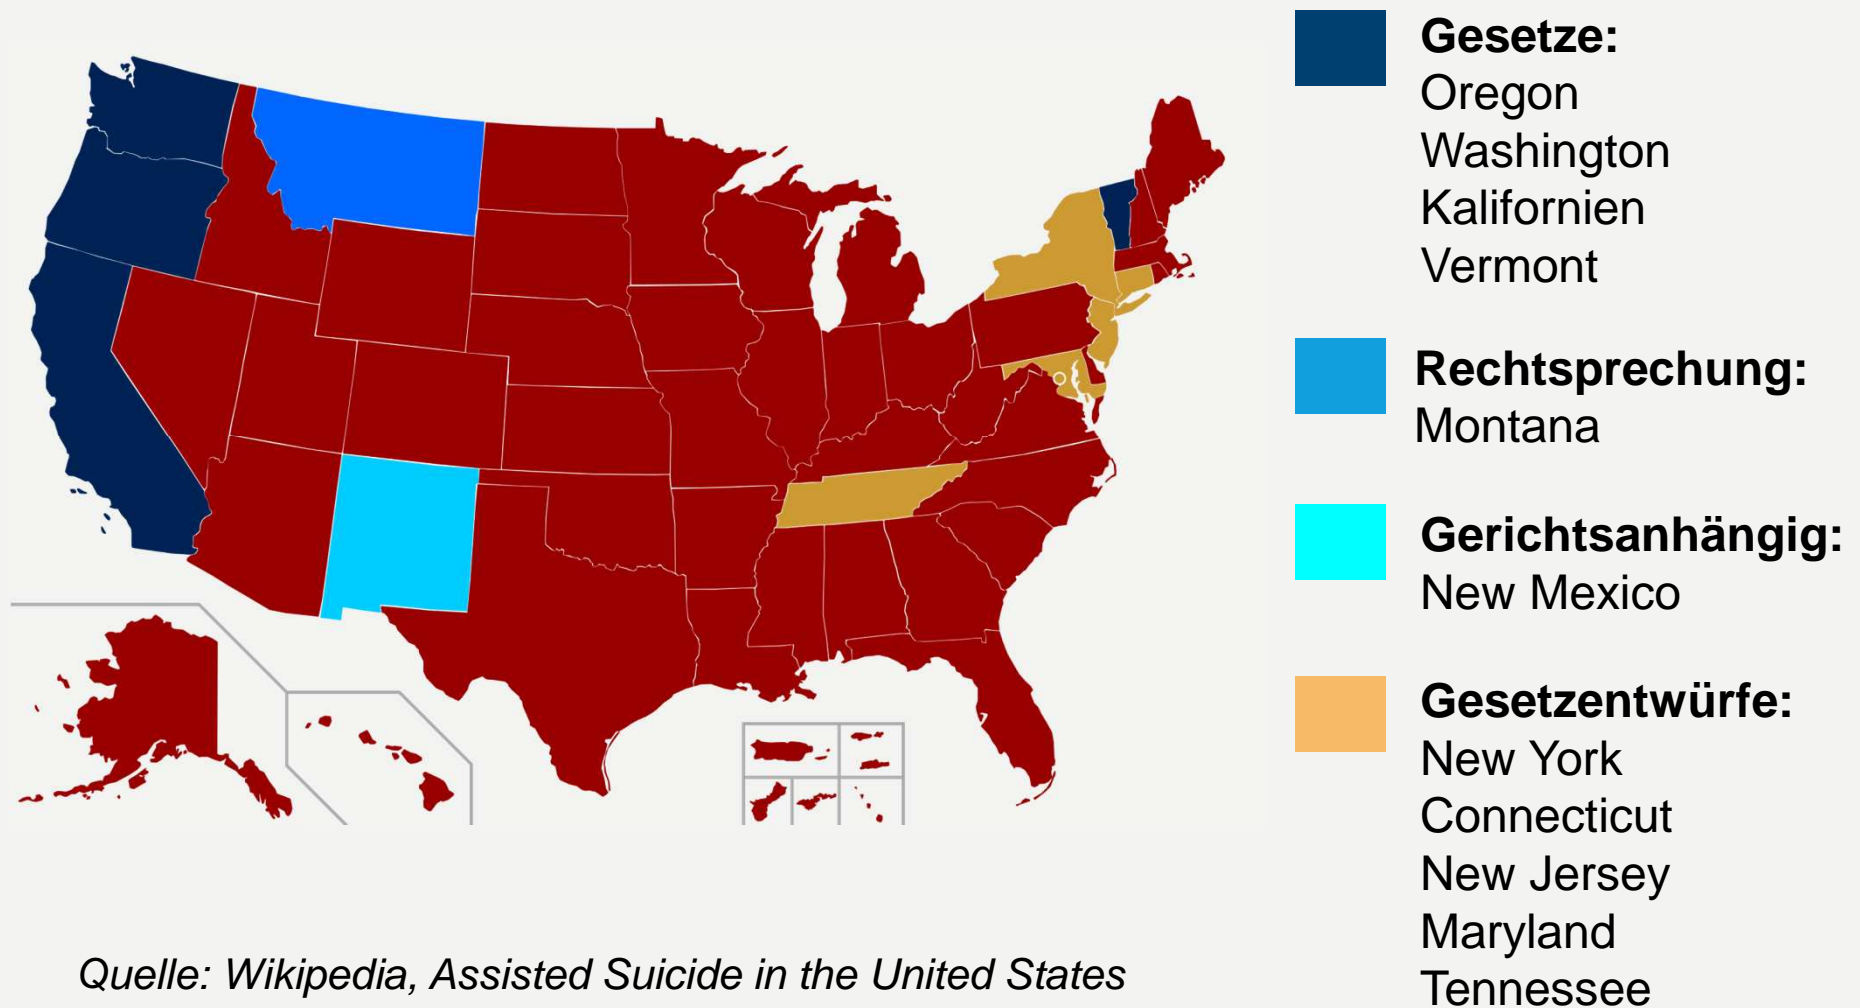 Gesetze:
Oregon
Washington
Kalifornien
Vermont
Rechtsprechung:
Montana
Gerichtsanhängig:
New Mexico
Gesetzentwürfe:
New York
Connecticut
New Jersey
Maryland
Tennessee
Quelle: Wikipedia, Assisted Suicide in the United States